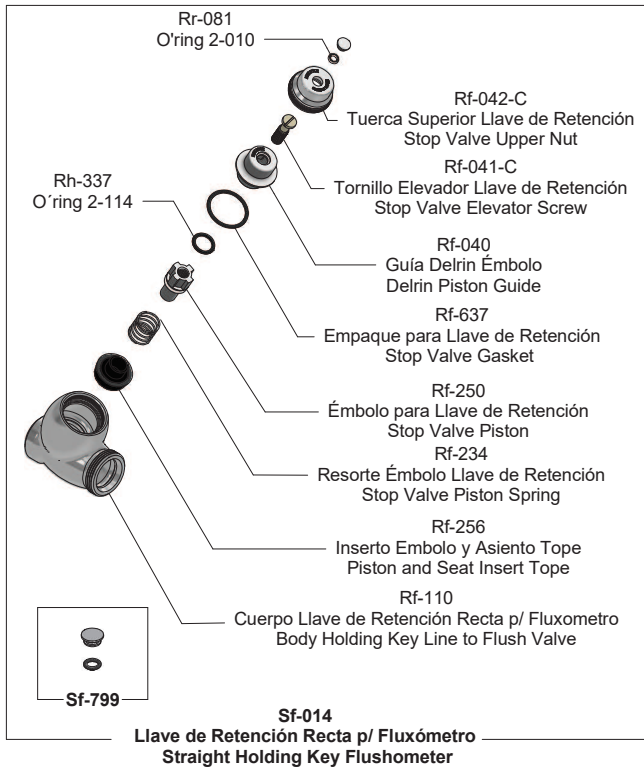 Rr-081
O'ring 2-010
Rf-042-C
Tuerca Superior Llave de Retención
Stop Valve Upper Nut
Rf-041-C
Tornillo Elevador Llave de Retención
Stop Valve Elevator Screw
Rh-337
O´ring 2-114
Rf-040
Guía Delrin Émbolo
Delrin Piston Guide
Rf-637
Empaque para Llave de Retención
Stop Valve Gasket
Rf-250
Émbolo para Llave de Retención
Stop Valve Piston
Rf-234
Resorte Émbolo Llave de Retención
Stop Valve Piston Spring
Rf-256
Inserto Embolo y Asiento Tope
Piston and Seat Insert Tope
Rf-110
Cuerpo Llave de Retención Recta p/ Fluxometro
Body Holding Key Line to Flush Valve
Sf-799
Sf-014
Llave de Retención Recta p/ Fluxómetro
Straight Holding Key Flushometer